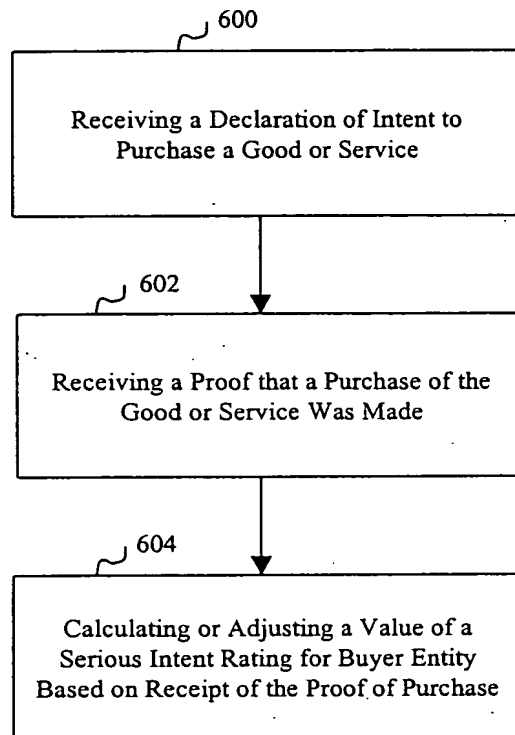 600
Receiving a Declaration of Intent to
Purchase a Good or Service
602
Receiving a Proof that a Purchase of the
Good or Service Was Made
604
Calculating or Adjusting a Value of a
Serious Intent Rating for Buyer Entity
Based on Receipt of the Proof of Purchase